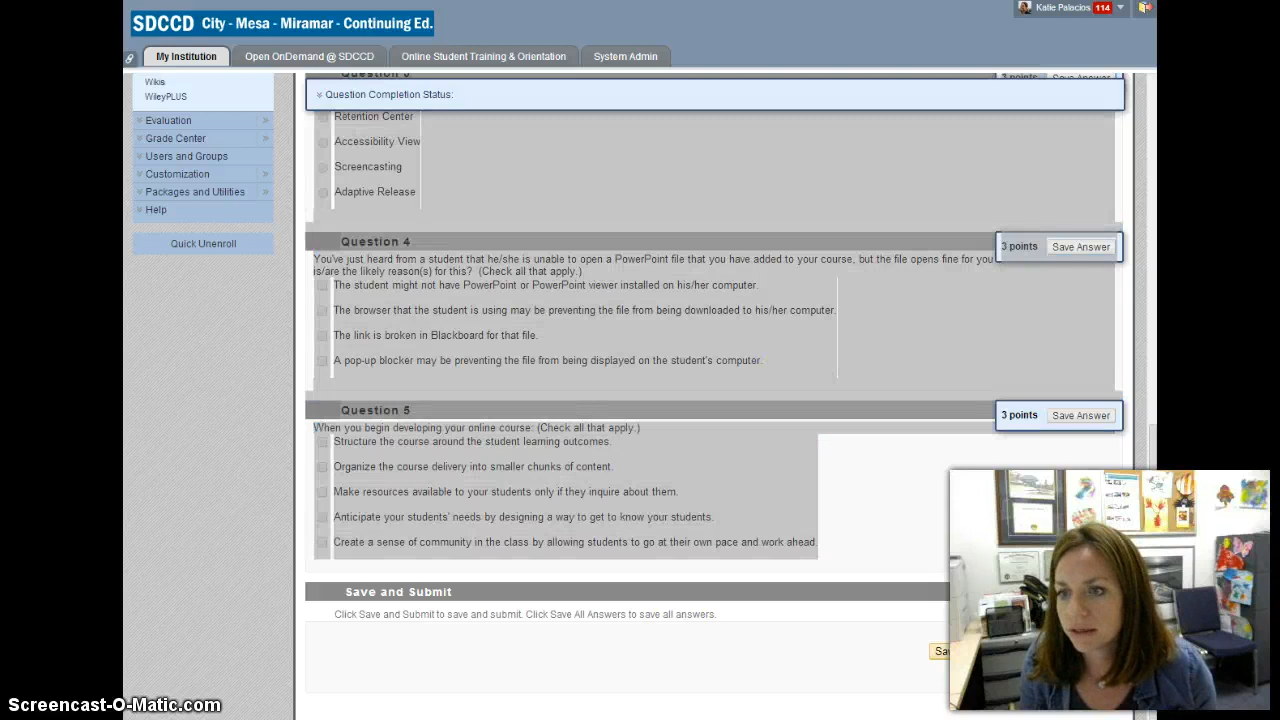 Katie Palacios 114
SDCCD City - Mesa - Miramar - Continuing Ed.
My Institution Open OnDemand @ SDCCD Online Student Training & Orientation System Admin
Wikis
WileyPLUS
Evaluation
Grade Center
Users and Groups
Customization
Packages and Utilities
Help
Quick Unenroll
Question Completion Status:
Retention Center
Accessibility View
Screencasting
Adaptive Release
Question 4
3 points Save Answer
You've just heard from a student that he/she is unable to open a PowerPoint file that you have added to your course, but the file opens fine for you
is/are the likely reason(s) for this? (Check all that apply.)
The student might not have PowerPoint or PowerPoint viewer installed on his/her computer.
The browser that the student is using may be preventing the file from being downloaded to his/her computer.
The link is broken in Blackboard for that file.
A pop-up blocker may be preventing the file from being displayed on the student's computer.
Question 5
3 points Save Answer
When you begin developing your online course: (Check all that apply.)
Structure the course around the student learning outcomes.
Organize the course delivery into smaller chunks of content.
Make resources available to your students only if they inquire about them.
Anticipate your students' needs by designing a way to get to know your students.
Create a sense of community in the class by allowing students to go at their own pace and work ahead.
Save and Submit
Click Save and Submit to save and submit. Click Save All Answers to save all answers.
Screencast-O-Matic.com